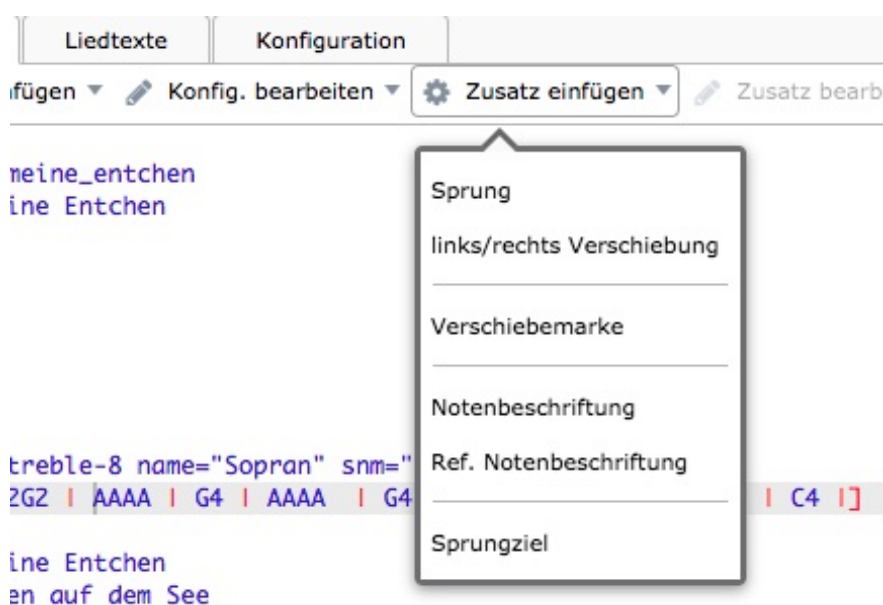 Liedtexte Konfiguration
fügen Konfig. bearbeiten Zusatz einfügen Zusatz bearb
meine_entchen
ine Entchen
Sprung
links/rechts Verschiebung
Verschiebemarke
Notenbeschriftung
treble-8 name="Sopran" snm="
Ref. Notenbeschriftung
2G2 | AAAA | G4 | AAAA | G4 | C4 |]
Sprungziel
ine Entchen
en auf dem See